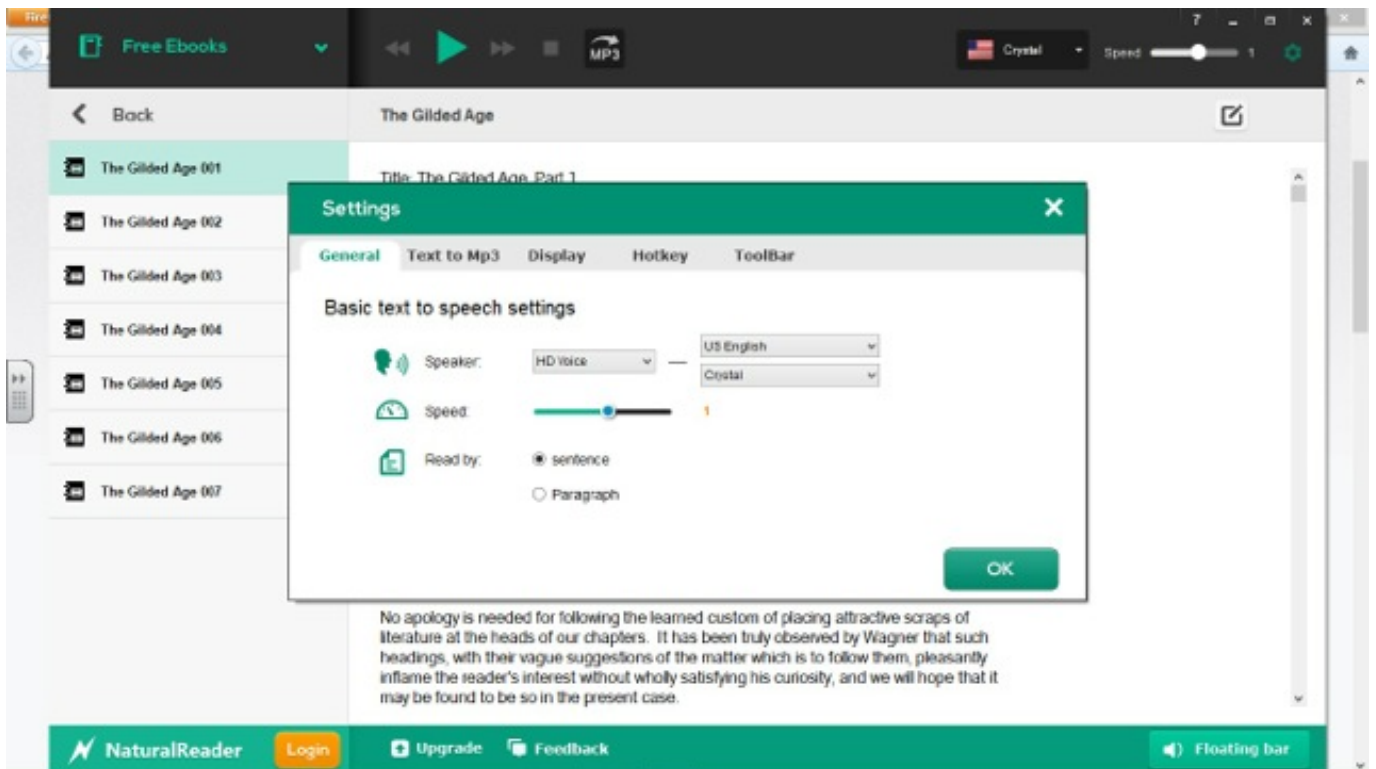 Fire
Free Ebooks
MP3
Crystal
Speed
1
?
Back
The Gilded Age
The Gilded Age 001
The Gilded Age 002
The Gilded Age 003
The Gilded Age 004
The Gilded Age 005
The Gilded Age 006
The Gilded Age 007
Title: The Gilded Age, Part 1
Settings
General Text to Mp3 Display Hotkey ToolBar
Basic text to speech settings
Speaker: HD Voice US English
Crystal
Speed: 1
Read by: sentence
Paragraph
OK
No apology is needed for following the learned custom of placing attractive scraps of
literature at the heads of our chapters. It has been truly observed by Wagner that such
headings, with their vague suggestions of the matter which is to follow them, pleasantly
inflame the reader's interest without wholly satisfying his curiosity, and we will hope that it
may be found to be so in the present case.
NaturalReader Login Upgrade Feedback Floating bar